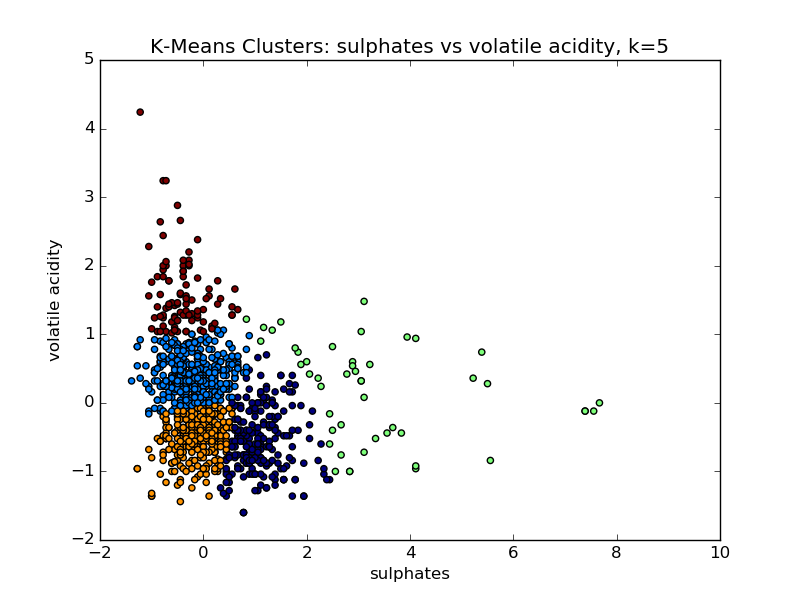 K-Means Clusters: sulphates vs volatile acidity, k=5
5
4
3
2
1
0
−1
−2
volatile acidity
−2 0 2 4 6 8 10
sulphates